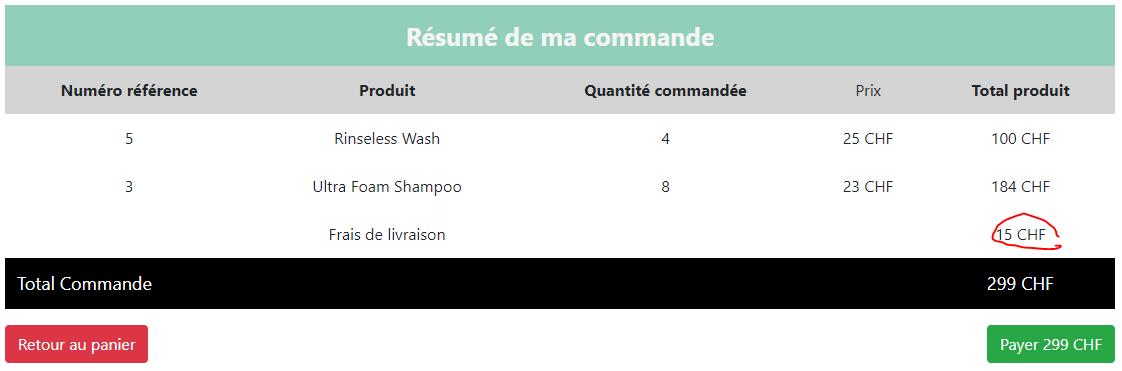 Résumé de ma commande
Numéro référence Produit Quantité commandée Prix Total produit
5 Rinseless Wash 4 25 CHF 100 CHF
3 Ultra Foam Shampoo 8 23 CHF 184 CHF
Frais de livraison 15 CHF
Total Commande 299 CHF
Retour au panier Payer 299 CHF